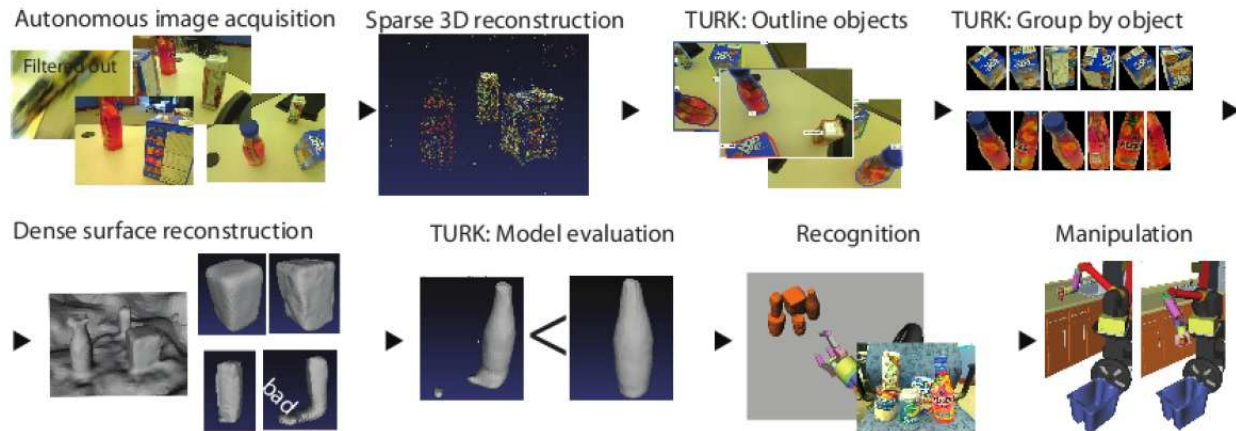 Autonomous image acquisition
Sparse 3D reconstruction
TURK: Outline objects
TURK: Group by object
Filtered out
Dense surface reconstruction
TURK: Model evaluation
Recognition
Manipulation
<
bad